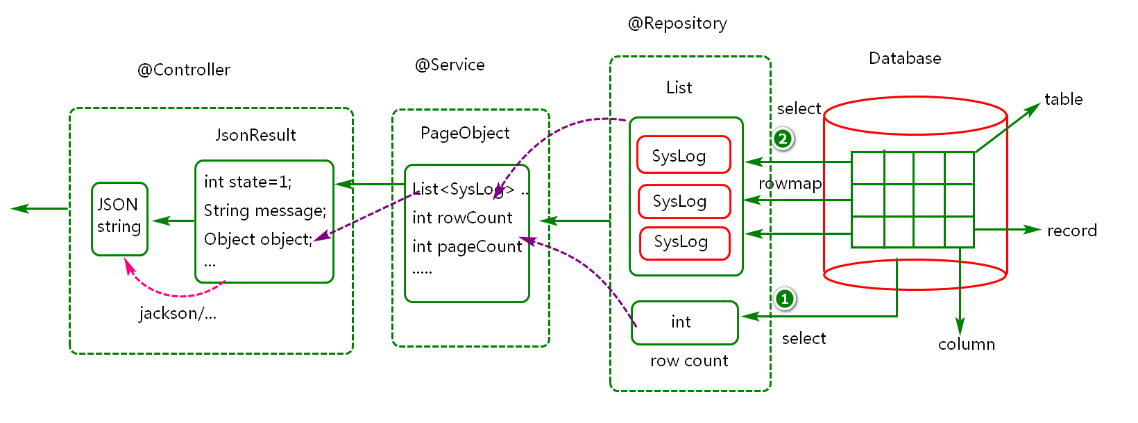 @Controller
JsonResult
int state=1;
String message;
Object object;
...
JSON
string
jackson/...
@Service
PageObject
List<SysLog> ..
int rowCount
int pageCount
.....
@Repository
List
SysLog
SysLog
SysLog
int
row count
select
2
rowmap
1
select
Database
table
record
column